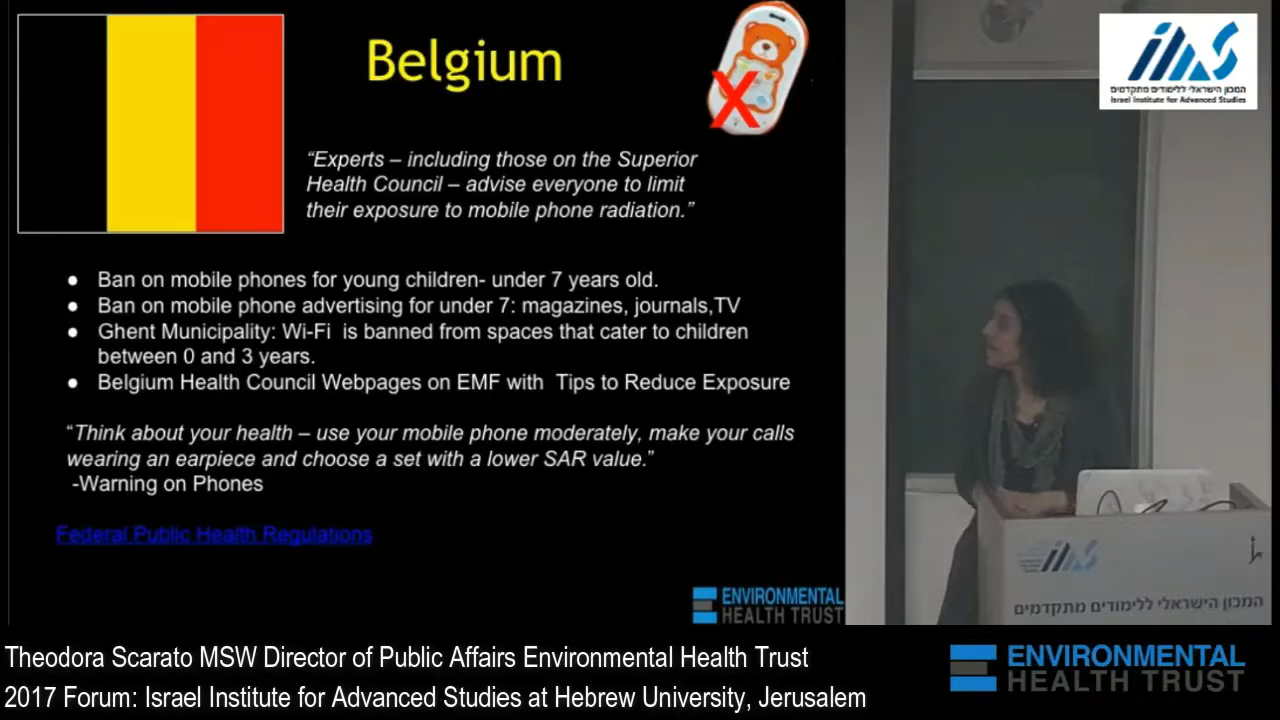 Belgium
“Experts – including those on the Superior
Health Council – advise everyone to limit
their exposure to mobile phone radiation.”
● Ban on mobile phones for young children- under 7 years old.
● Ban on mobile phone advertising for under 7: magazines, journals,TV
● Ghent Municipality: Wi-Fi is banned from spaces that cater to children
between 0 and 3 years.
● Belgium Health Council Webpages on EMF with Tips to Reduce Exposure
“Think about your health – use your mobile phone moderately, make your calls
wearing an earpiece and choose a set with a lower SAR value.”
-Warning on Phones
Federal Public Health Regulations
ENVIRONMENTAL
HEALTH TRUST
IIAS
המכון הישראלי ללימודים מתקדמים
Israel Institute for Advanced Studies
IIAS
המכון הישראלי ללימודים מתקדמים
Theodora Scarato MSW Director of Public Affairs Environmental Health Trust
2017 Forum: Israel Institute for Advanced Studies at Hebrew University, Jerusalem
ENVIRONMENTAL
HEALTH TRUST